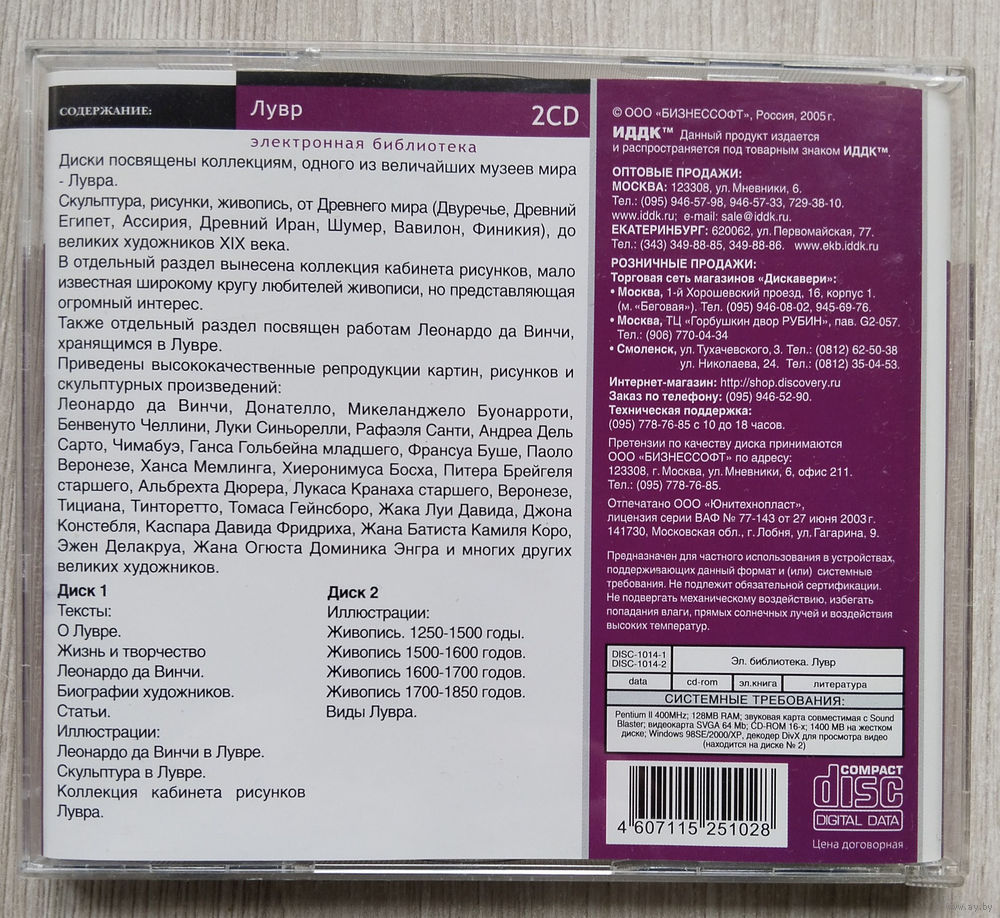 СОДЕРЖАНИЕ:
Лувр
2CD
электронная библиотека
Диски посвящены коллекциям, одного из величайших музеев мира
- Лувра.
Скульптура, рисунки, живопись, от Древнего мира (Двуречье, Древний
Египет, Ассирия, Древний Иран, Шумер, Вавилон, Финикия), до
великих художников XIX века.
В отдельный раздел вынесена коллекция кабинета рисунков, мало
известная широкому кругу любителей живописи, но представляющая
огромный интерес.
Также отдельный раздел посвящен работам Леонардо да Винчи,
хранящимся в Лувре.
Приведены высококачественные репродукции картин, рисунков и
скульптурных произведений:
Леонардо да Винчи, Донателло, Микеланджело Буонарроти,
Бенвенуто Челлини, Луки Синьорелли, Рафаэля Санти, Андреа Дель
Сарто, Чимабуэ, Ганса Гольбейна младшего, Франсуа Буше, Паоло
Веронезе, Ханса Мемлинга, Хиеронимуса Босха, Питера Брейгеля
старшего, Альбрехта Дюрера, Лукаса Кранаха старшего, Веронезе,
Тициана, Тинторетто, Томаса Гейнсборо, Жака Луи Давида, Джона
Констебля, Каспара Давида Фридриха, Жана Батиста Камиля Коро,
Эжен Делакруа, Жана Огюста Доминика Энгра и многих других
великих художников.
Диск 1
Тексты:
О Лувре.
Жизнь и творчество
Леонардо да Винчи.
Биографии художников.
Статьи.
Иллюстрации:
Леонардо да Винчи в Лувре.
Скульптура в Лувре.
Коллекция кабинета рисунков
Лувра.
Диск 2
Иллюстрации:
Живопись. 1250-1500 годы.
Живопись 1500-1600 годов.
Живопись 1600-1700 годов.
Живопись 1700-1850 годов.
Виды Лувра.
© ООО «БИЗНЕССОФТ», Россия, 2005 г.
ИДДК™ Данный продукт издается
и распространяется под товарным знаком ИДДК™.
ОПТОВЫЕ ПРОДАЖИ:
МОСКВА: 123308, ул. Мневники, 6.
Тел.: (095) 946-57-98, 946-57-33, 729-38-10.
www.iddk.ru; e-mail: sale@iddk.ru.
ЕКАТЕРИНБУРГ: 620062, ул. Первомайская, 77.
Тел.: (343) 349-88-85, 349-88-86. www.ekb.iddk.ru
РОЗНИЧНЫЕ ПРОДАЖИ:
Торговая сеть магазинов «Дискавери»:
• Москва, 1-й Хорошевский проезд, 16, корпус 1.
(м. «Беговая»). Тел. (095) 946-08-02, 945-69-76.
• Москва, ТЦ «Горбушкин двор РУБИН», пав. G2-057.
Тел.: (906) 770-04-34
• Смоленск, ул. Тухачевского, 3. Тел.: (0812) 62-50-38
ул. Николаева, 24. Тел.: (0812) 35-04-53.
Интернет-магазин: http://shop.discovery.ru
Заказ по телефону: (095) 946-52-90.
Техническая поддержка:
(095) 778-76-85 с 10 до 18 часов.
Претензии по качеству диска принимаются
ООО «БИЗНЕССОФТ» по адресу:
123308, г. Москва, ул. Мневники, 6, офис 211.
Тел.: (095) 778-76-85.
Отпечатано ООО «Юнитехнопласт»,
лицензия серии ВАФ № 77-143 от 27 июня 2003 г.
141730, Московская обл., г. Лобня, ул. Гагарина, 9.
Предназначен для частного использования в устройствах,
поддерживающих данный формат и (или) системные
требования. Не подлежит обязательной сертификации.
Не подвергать механическому воздействию, избегать
попадания влаги, прямых солнечных лучей и воздействия
высоких температур.
DISC-1014-1
DISC-1014-2
Эл. библиотека. Лувр
data cd-rom эл.книга литература
СИСТЕМНЫЕ ТРЕБОВАНИЯ:
Pentium II 400MHz; 128MB RAM; звуковая карта совместимая с Sound
Blaster; видеокарта SVGA 64 Mb; CD-ROM 16-x; 1400 MB на жестком
диске; Windows 98SE/2000/XP, декодер DivX для просмотра видео
(находится на диске № 2)
4 607115 251028
COMPACT
disc
DIGITAL DATA
Цена договорная
www.ay.by